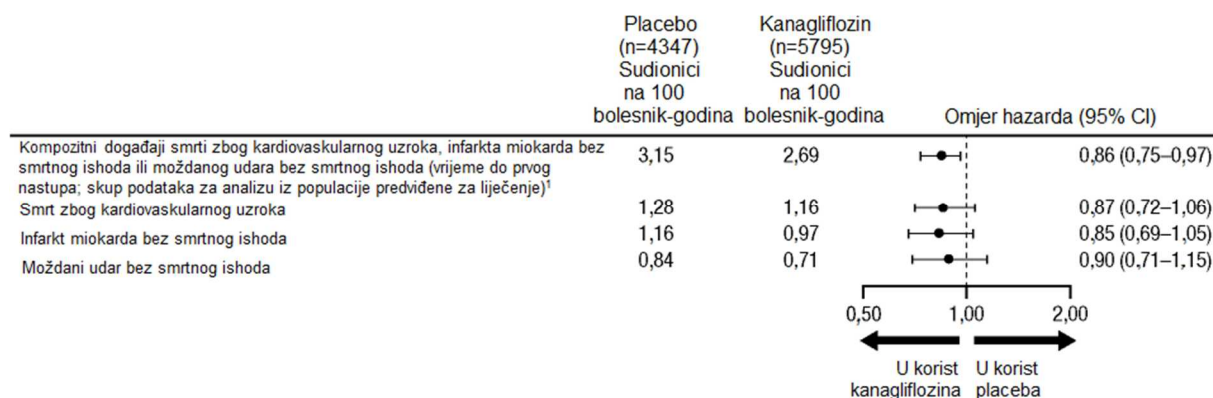 Placebo
(n=4347)
Sudionici
na 100
bolesnik-godina
Kanagliflozin
(n=5795)
Sudionici
na 100
bolesnik-godina
Omjer hazarda (95% CI)
Kompozitni događaji smrti zbog kardiovaskularnog uzroka, infarkta miokarda bez
smrtnog ishoda ili moždanog udara bez smrtnog ishoda (vrijeme do prvog
nastupa; skup podataka za analizu iz populacije predviđene za liječenje)¹
3,15 2,69 0,86 (0,75–0,97)
Smrt zbog kardiovaskularnog uzroka 1,28 1,16 0,87 (0,72–1,06)
Infarkt miokarda bez smrtnog ishoda 1,16 0,97 0,85 (0,69–1,05)
Moždani udar bez smrtnog ishoda 0,84 0,71 0,90 (0,71–1,15)
0,50 1,00 2,00
U korist
kanagliflozina
U korist
placeba